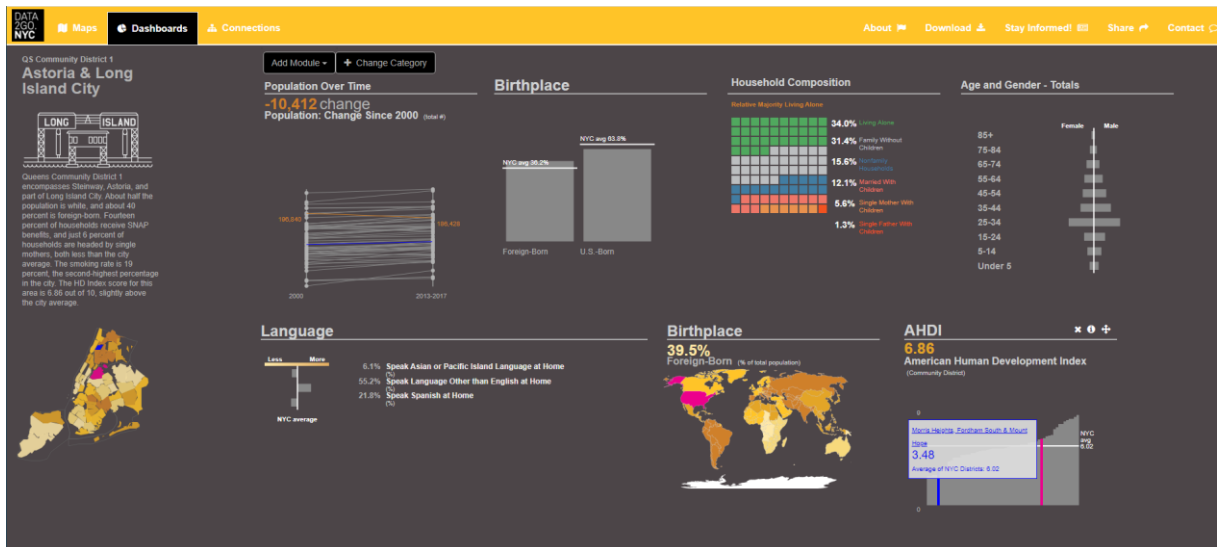 DATA
2GO.
NYC
Maps
Dashboards
Connections
About
Download
Stay Informed!
Share
Contact
QS Community District 1
Astoria & Long
Island City
LONG
ISLAND
Queens Community District 1
encompasses Steinway, Astoria, and
part of Long Island City. About half the
population is white, and about 40
percent is foreign-born. Fourteen
percent of households receive SNAP
benefits, and just 6 percent of
households are headed by single
mothers, both less than the city
average. The smoking rate is 19
percent, the second-highest percentage
in the city. The HD Index score for this
area is 6.86 out of 10, slightly above
the city average.
Add Module
Change Category
Population Over Time
-10,412 change
Population: Change Since 2000 (total #)
2000
2013-2017
Birthplace
NYC avg 36.2%
NYC avg 63.8%
Foreign-Born
U.S.-Born
Household Composition
Relative Majority Living Alone
34.0% Living Alone
31.4% Family Without
Children
15.6% Nonfamily
Households
12.1% Married With
Children
5.6% Single Mother With
Children
1.3% Single Father With
Children
Age and Gender - Totals
Female
Male
85+
75-84
65-74
55-64
45-54
35-44
25-34
15-24
5-14
Under 5
Language
Less
More
NYC average
6.1% Speak Asian or Pacific Island Language at Home
(%)
55.2% Speak Language Other than English at Home
(%)
21.8% Speak Spanish at Home
(%)
Birthplace
39.5%
Foreign-Born (% of total population)
AHDI
6.86
American Human Development Index
(Community District)
0
Morris Heights, Fordham South & Mount
Hope
3.48
Average of NYC Districts: 6.02
NYC
avg
6.02
0